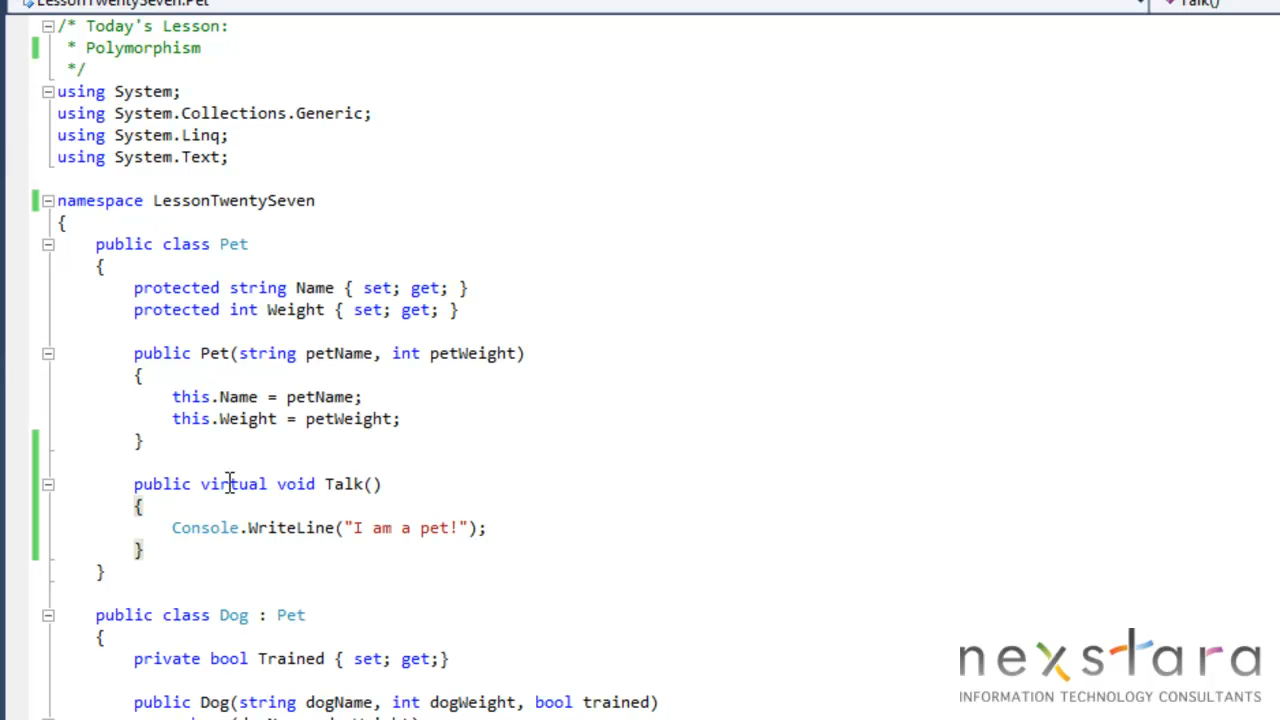 LessonTwentySeven.Pet
Talk()
/* Today's Lesson:
* Polymorphism
*/
using System;
using System.Collections.Generic;
using System.Linq;
using System.Text;
namespace LessonTwentySeven
{
public class Pet
{
protected string Name { set; get; }
protected int Weight { set; get; }
public Pet(string petName, int petWeight)
{
this.Name = petName;
this.Weight = petWeight;
}
public virtual void Talk()
{
Console.WriteLine("I am a pet!");
}
}
public class Dog : Pet
{
private bool Trained { set; get;}
public Dog(string dogName, int dogWeight, bool trained)
nexstara
INFORMATION TECHNOLOGY CONSULTANTS